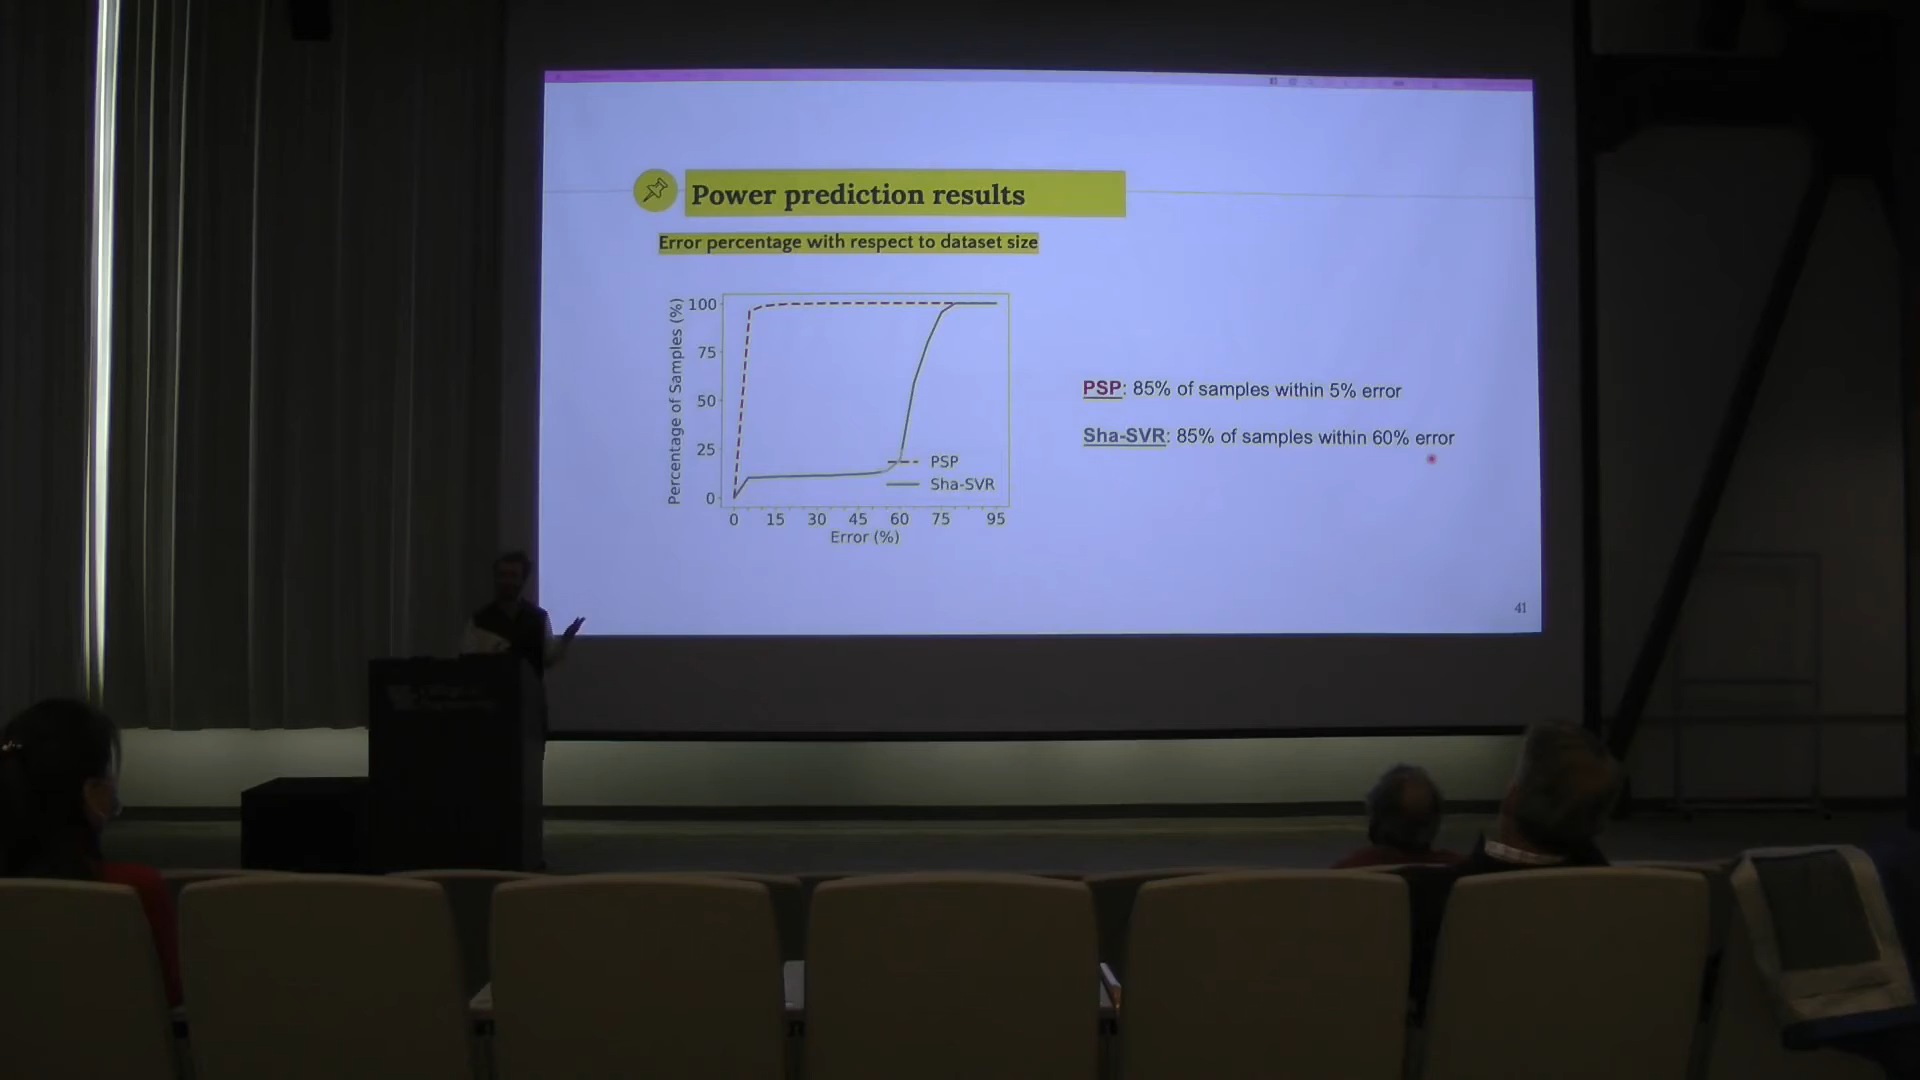 Power prediction results
Error percentage with respect to dataset size
Percentage of Samples (%)
100
75
50
25
0
PSP
Sha-SVR
0 15 30 45 60 75 95
Error (%)
PSP: 85% of samples within 5% error
Sha-SVR: 85% of samples within 60% error
41